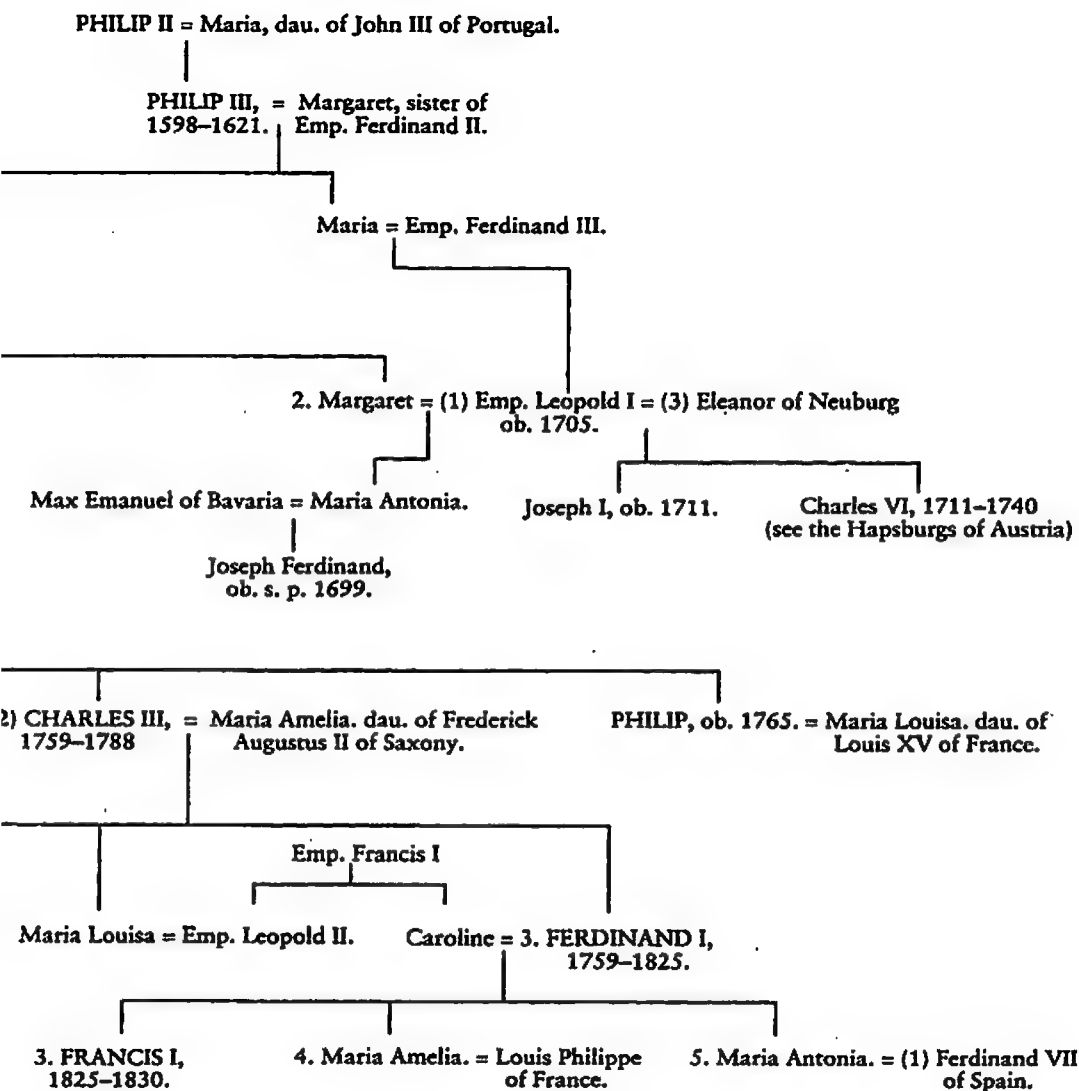 PHILIP II = Maria, dau. of John III of Portugal.
PHILIP III, = Margaret, sister of
1598–1621. Emp. Ferdinand II.
Maria = Emp. Ferdinand III.
2. Margaret = (1) Emp. Leopold I = (3) Eleanor of Neuburg
ob. 1705.
Max Emanuel of Bavaria = Maria Antonia.
Joseph I, ob. 1711.
Charles VI, 1711–1740
(see the Hapsburgs of Austria)
Joseph Ferdinand,
ob. s. p. 1699.
2) CHARLES III, = Maria Amelia. dau. of Frederick
1759–1788 Augustus II of Saxony.
PHILIP, ob. 1765. = Maria Louisa. dau. of
Louis XV of France.
Emp. Francis I
Maria Louisa = Emp. Leopold II.
Caroline = 3. FERDINAND I,
1759–1825.
3. FRANCIS I,
1825–1830.
4. Maria Amelia. = Louis Philippe
of France.
5. Maria Antonia. = (1) Ferdinand VII
of Spain.